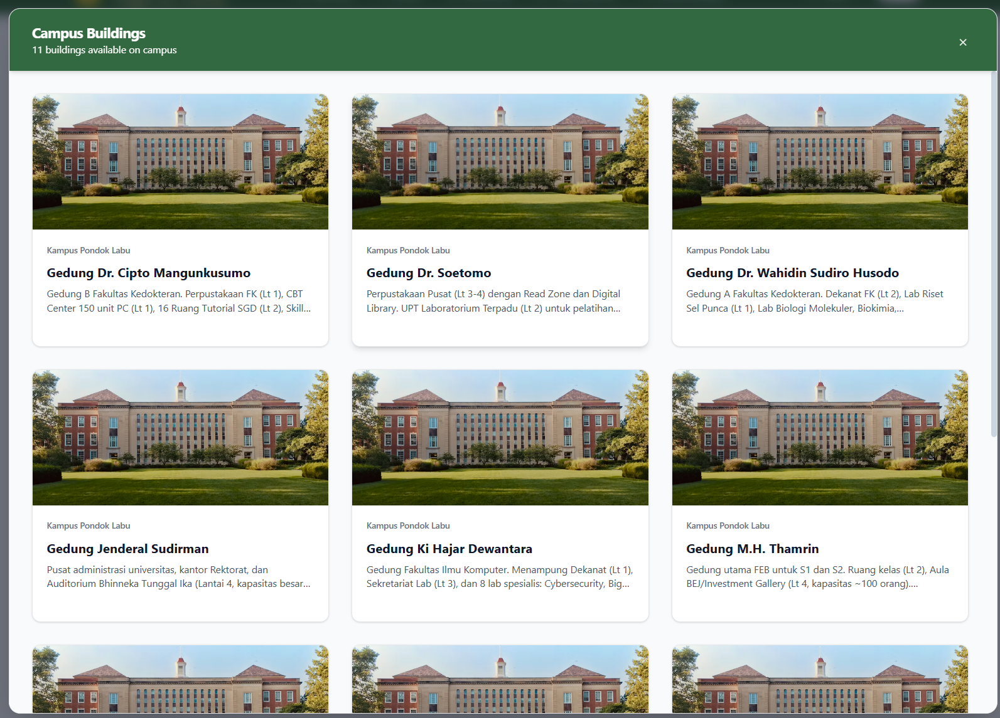 Campus Buildings
11 buildings available on campus
×
Kampus Pondok Labu
Gedung Dr. Cipto Mangunkusumo
Gedung B Fakultas Kedokteran. Perpustakaan FK (Lt 1), CBT
Center 150 unit PC (Lt 1), 16 Ruang Tutorial SGD (Lt 2), Skill...
Kampus Pondok Labu
Gedung Dr. Soetomo
Perpustakaan Pusat (Lt 3-4) dengan Read Zone dan Digital
Library. UPT Laboratorium Terpadu (Lt 2) untuk pelatihan...
Kampus Pondok Labu
Gedung Dr. Wahidin Sudiro Husodo
Gedung A Fakultas Kedokteran. Dekanat FK (Lt 2), Lab Riset
Sel Punca (Lt 1), Lab Biologi Molekuler, Biokimia,...
Kampus Pondok Labu
Gedung Jenderal Sudirman
Pusat administrasi universitas, kantor Rektorat, dan
Auditorium Bhinneka Tunggal Ika (Lantai 4, kapasitas besar...
Kampus Pondok Labu
Gedung Ki Hajar Dewantara
Gedung Fakultas Ilmu Komputer. Menampung Dekanat (Lt 1),
Sekretariat Lab (Lt 3), dan 8 lab spesialis: Cybersecurity, Big...
Kampus Pondok Labu
Gedung M.H. Thamrin
Gedung utama FEB untuk S1 dan S2. Ruang kelas (Lt 2), Aula
BEJ/Investment Gallery (Lt 4, kapasitas ~100 orang)....